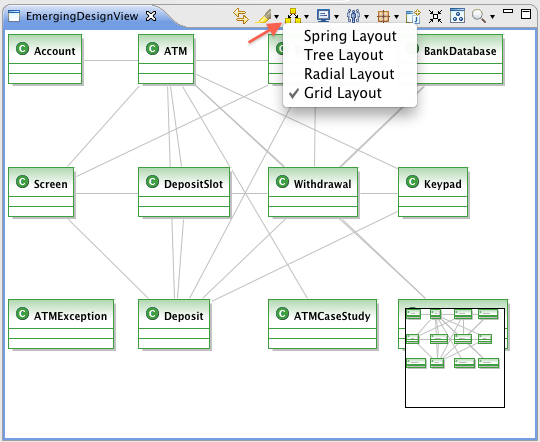 EmergingDesignView
Spring Layout
Tree Layout
Radial Layout
Grid Layout
C Account
C ATM
C
BankDatabase
C Screen
C DepositSlot
C Withdrawal
C Keypad
C ATMException
C Deposit
C ATMCaseStudy